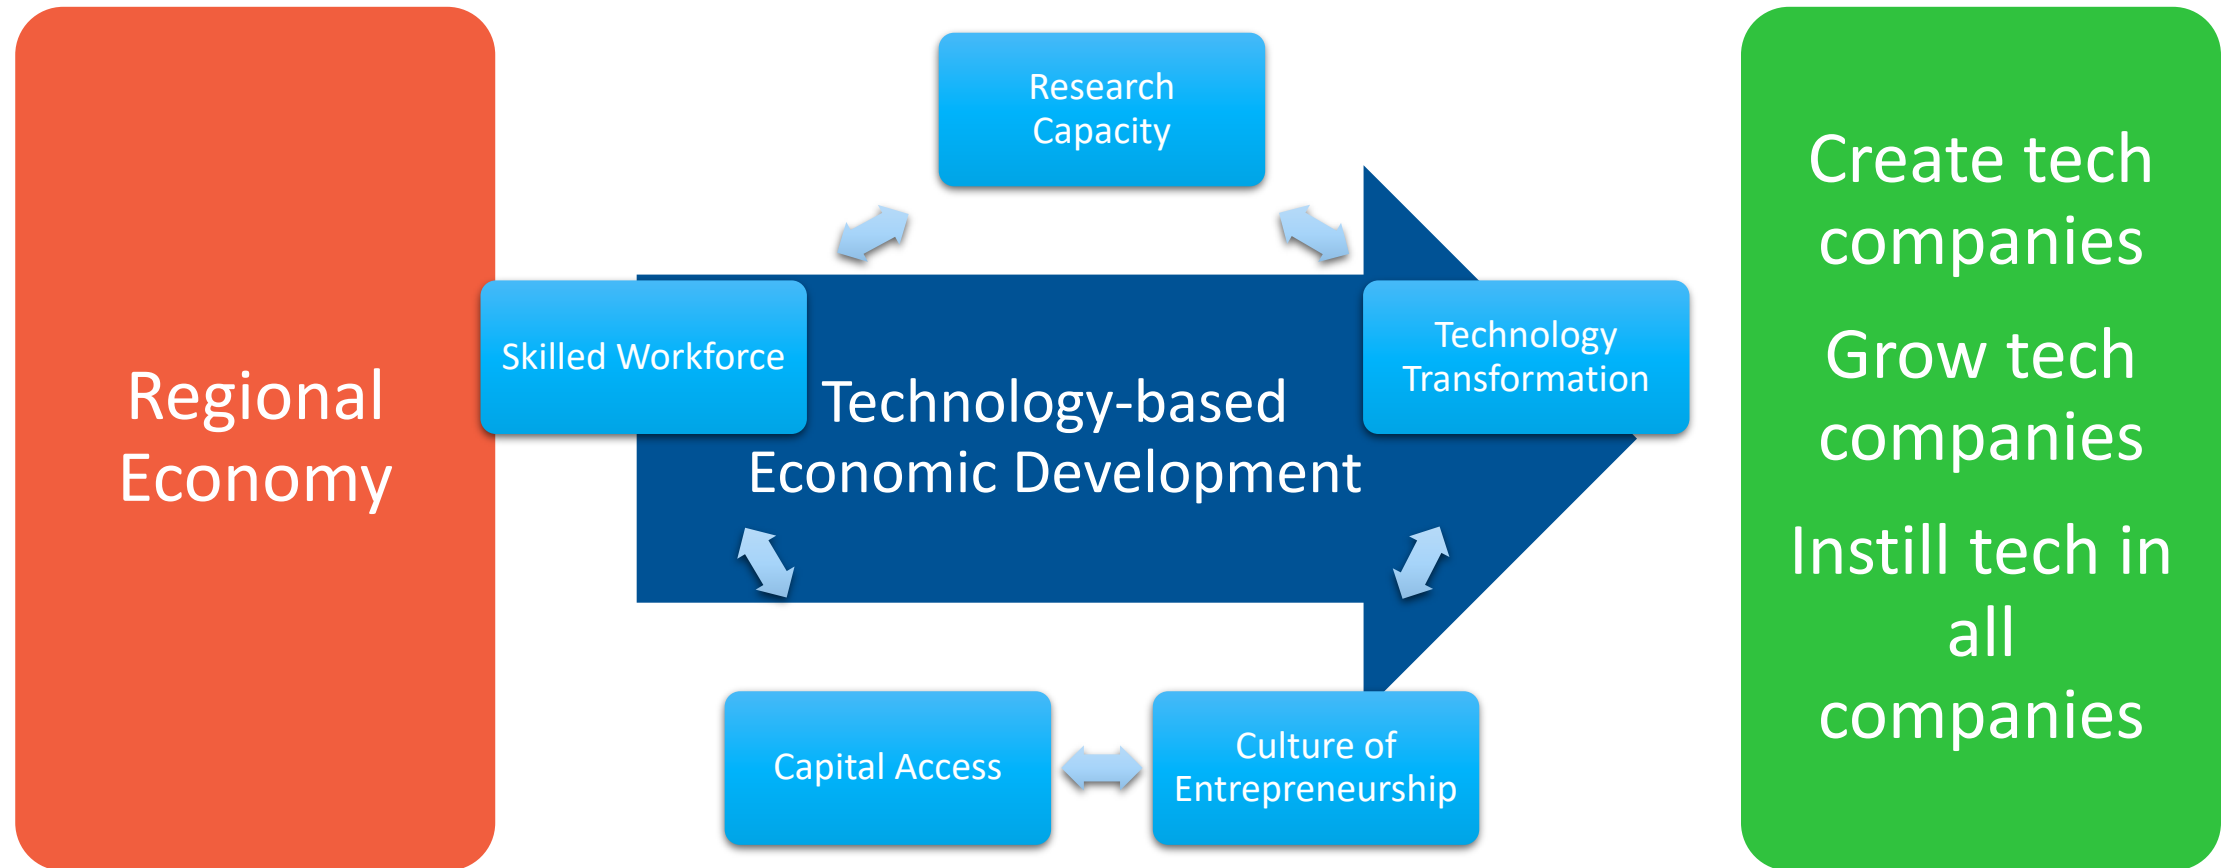 Regional
Economy
Research
Capacity
Skilled Workforce
Technology
Transformation
Technology-based
Economic Development
Capital Access
Culture of
Entrepreneurship
Create tech
companies
Grow tech
companies
Instill tech in
all
companies